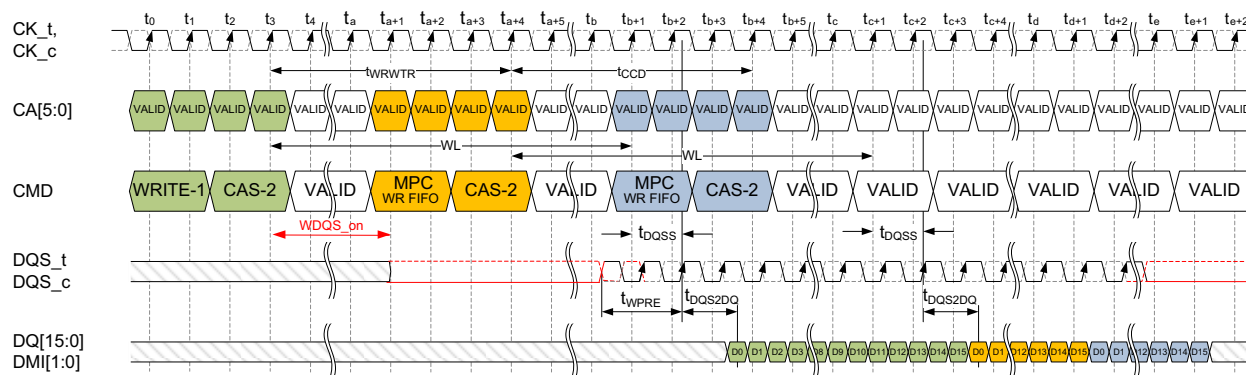 t0 t1 t2 t3 t4 ta ta+1 ta+2 ta+3 ta+4 ta+5 tb tb+1 tb+2 tb+3 tb+4 tb+5 tc tc+1 tc+2 tc+3 tc+4 td td+1 td+2 te te+1 te+2
CK_t,
CK_c
tWRWTR tCCD
CA[5:0] VALID VALID VALID VALID VALID VALID VALID VALID VALID VALID VALID VALID VALID VALID VALID VALID VALID VALID VALID VALID VALID VALID VALID VALID VALID VALID VALID VALID
WL WL
CMD WRITE-1 CAS-2 VALID MPC WR FIFO CAS-2 VALID MPC WR FIFO CAS-2 VALID VALID VALID VALID VALID VALID
WDQS_on tDQSS tDQSS
DQS_t
DQS_c
tWPRE tDQS2DQ tDQS2DQ
DQ[15:0]
DMI[1:0]
D0 D1 D2 D3 D8 D9 D10 D11 D12 D13 D14 D15 D0 D1 D12 D13 D14 D15 D0 D1 D12 D13 D14 D15